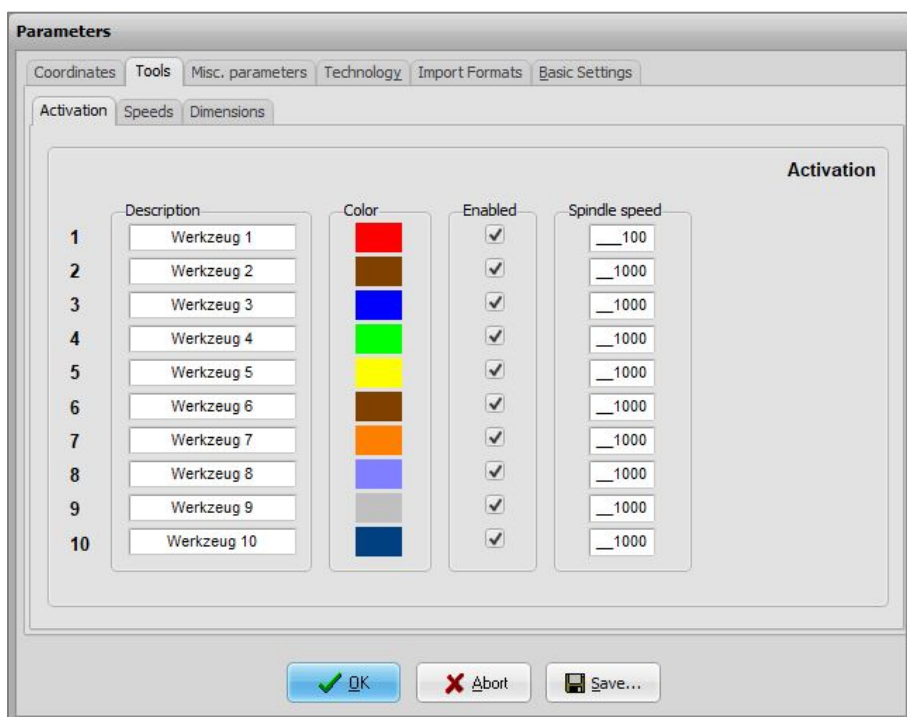 Parameters
Coordinates Tools Misc. parameters Technology Import Formats Basic Settings
Activation Speeds Dimensions
Activation
Description Color Enabled Spindle speed
1 Werkzeug 1 ___100
2 Werkzeug 2 __1000
3 Werkzeug 3 __1000
4 Werkzeug 4 __1000
5 Werkzeug 5 __1000
6 Werkzeug 6 __1000
7 Werkzeug 7 __1000
8 Werkzeug 8 __1000
9 Werkzeug 9 __1000
10 Werkzeug 10 __1000
OK Abort Save...